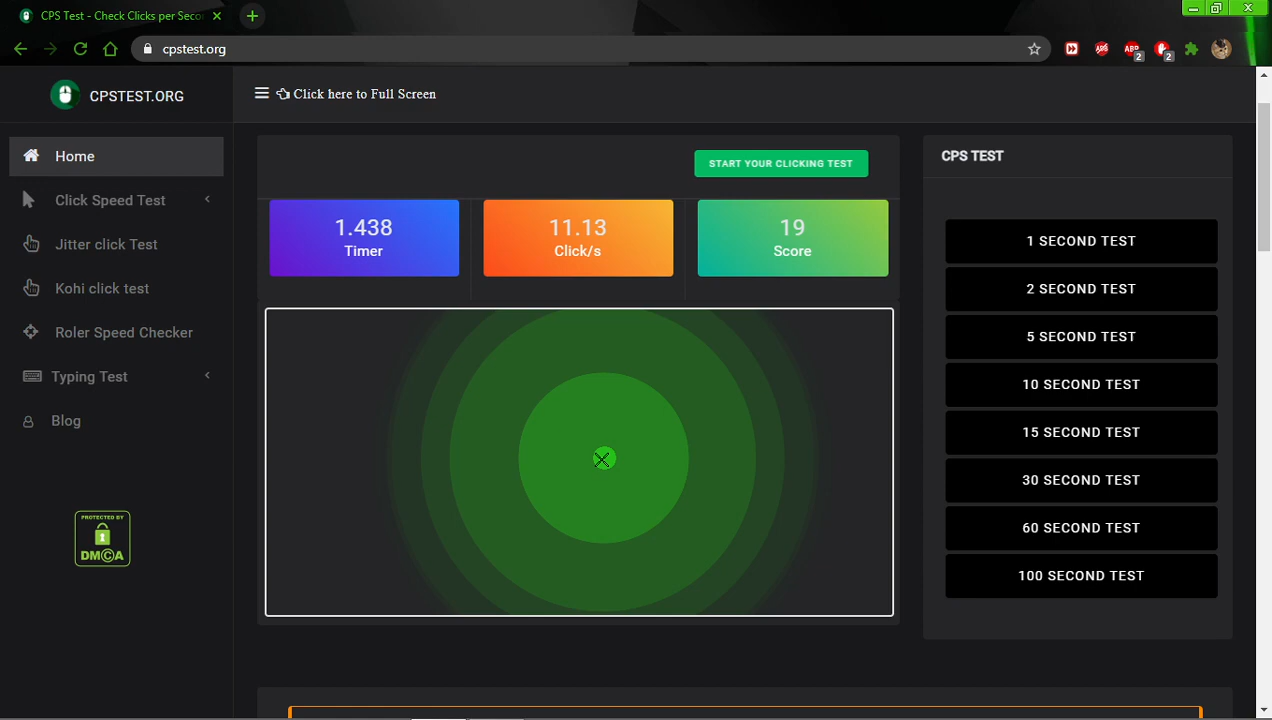 CPS Test - Check Clicks per Seco
cpstest.org
2
2
CPSTEST.ORG
Click here to Full Screen
Home
Click Speed Test
Jitter click Test
Kohi click test
Roler Speed Checker
Typing Test
Blog
PROTECTED BY
DMCA
START YOUR CLICKING TEST
1.438
Timer
11.13
Click/s
19
Score
CPS TEST
1 SECOND TEST
2 SECOND TEST
5 SECOND TEST
10 SECOND TEST
15 SECOND TEST
30 SECOND TEST
60 SECOND TEST
100 SECOND TEST